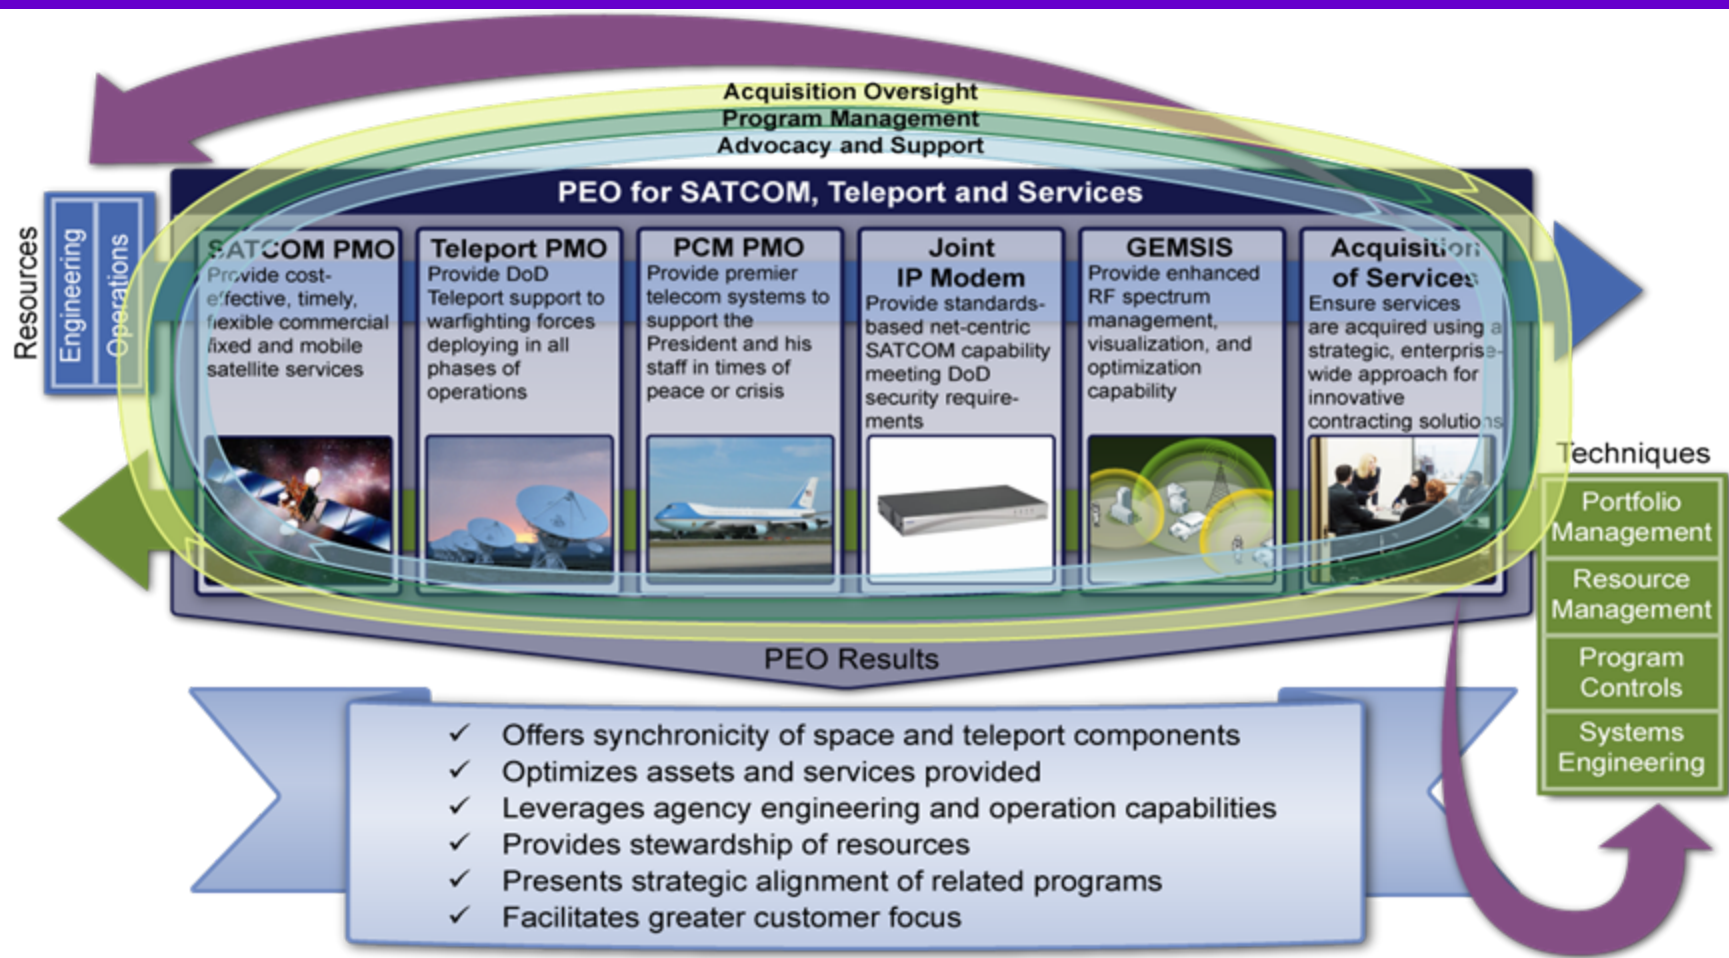 Acquisition Oversight
Program Management
Advocacy and Support
PEO for SATCOM, Teleport and Services
Resources
Engineering
Operations
SATCOM PMO
Provide cost-
effective, timely,
flexible commercial
fixed and mobile
satellite services
Teleport PMO
Provide DoD
Teleport support to
warfighting forces
deploying in all
phases of
operations
PCM PMO
Provide premier
telecom systems to
support the
President and his
staff in times of
peace or crisis
Joint
IP Modem
Provide standards-
based net-centric
SATCOM capability
meeting DoD
security require-
ments
GEMSIS
Provide enhanced
RF spectrum
management,
visualization, and
optimization
capability
Acquisition
of Services
Ensure services
are acquired using a
strategic, enterprise-
wide approach for
innovative
contracting solutions
Techniques
Portfolio
Management
Resource
Management
Program
Controls
Systems
Engineering
PEO Results
✓ Offers synchronicity of space and teleport components
✓ Optimizes assets and services provided
✓ Leverages agency engineering and operation capabilities
✓ Provides stewardship of resources
✓ Presents strategic alignment of related programs
✓ Facilitates greater customer focus